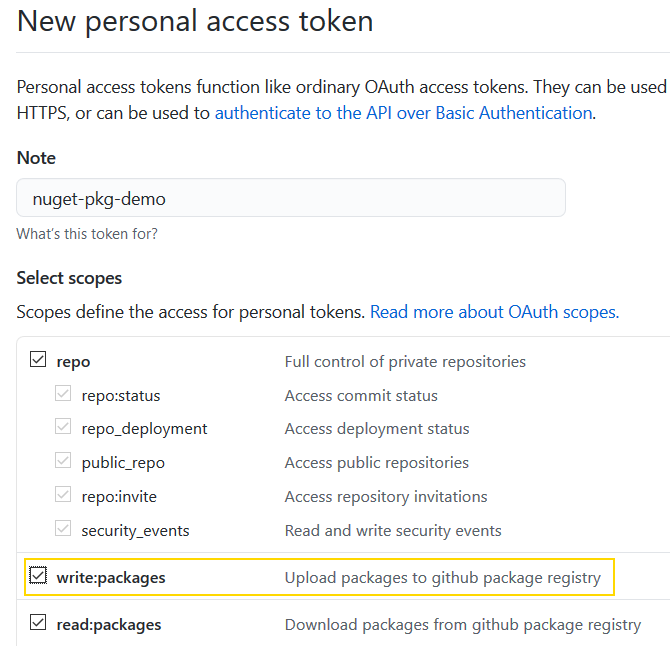 New personal access token
Personal access tokens function like ordinary OAuth access tokens. They can be used
HTTPS, or can be used to authenticate to the API over Basic Authentication.
Note
nuget-pkg-demo
What's this token for?
Select scopes
Scopes define the access for personal tokens. Read more about OAuth scopes.
repo Full control of private repositories
repo:status Access commit status
repo_deployment Access deployment status
public_repo Access public repositories
repo:invite Access repository invitations
security_events Read and write security events
write:packages Upload packages to github package registry
read:packages Download packages from github package registry